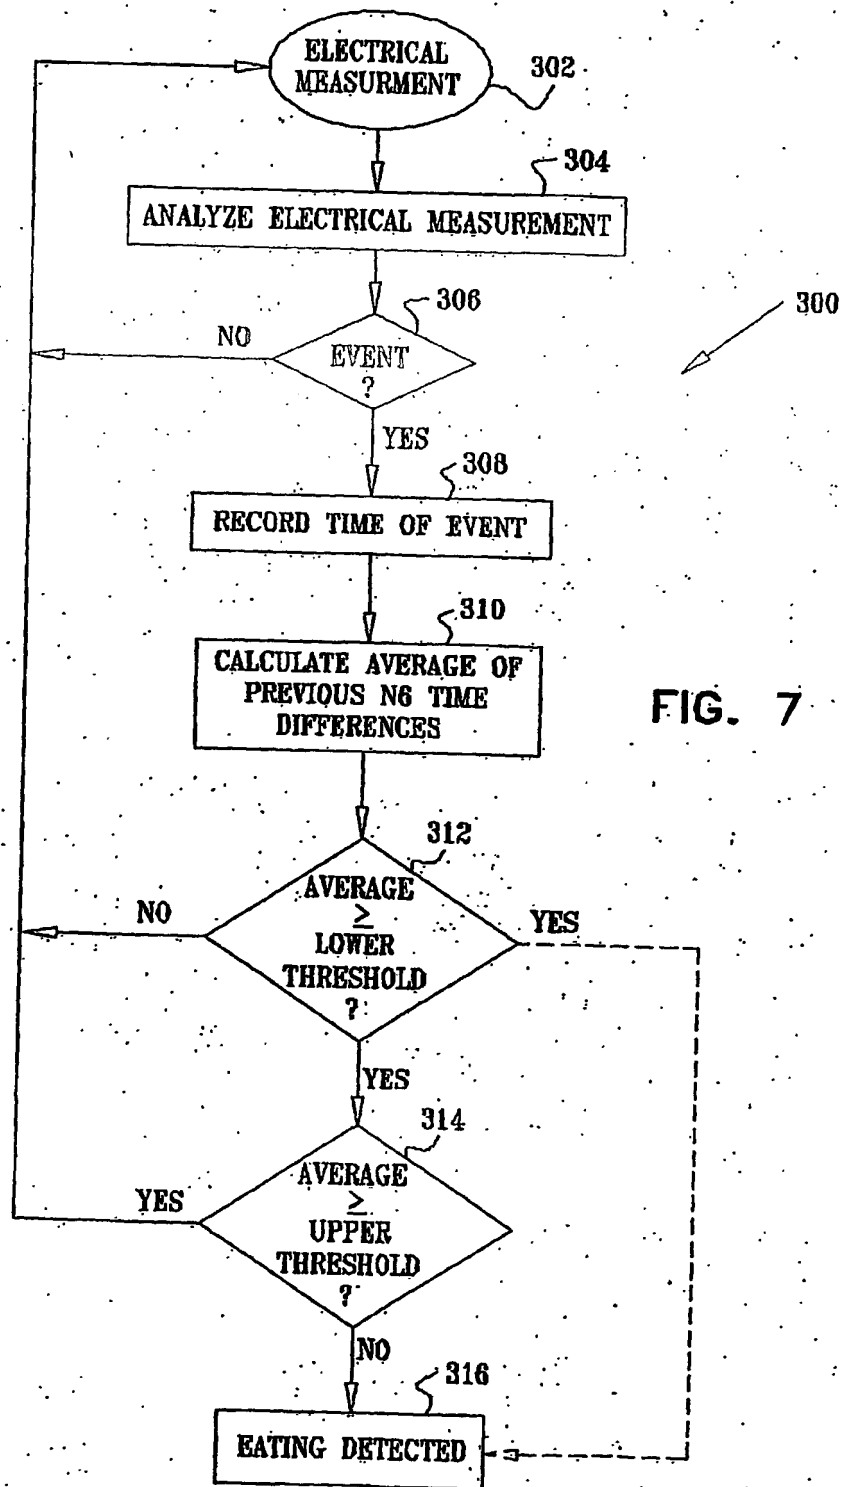 ELECTRICAL
MEASURMENT
302
304
ANALYZE ELECTRICAL MEASUREMENT
306
300
NO
EVENT
?
YES
308
RECORD TIME OF EVENT
310
CALCULATE AVERAGE OF
PREVIOUS N6 TIME
DIFFERENCES
FIG. 7
312
AVERAGE
≥
LOWER
THRESHOLD
?
NO
YES
YES
314
AVERAGE
≥
UPPER
THRESHOLD
?
YES
NO
316
EATING DETECTED